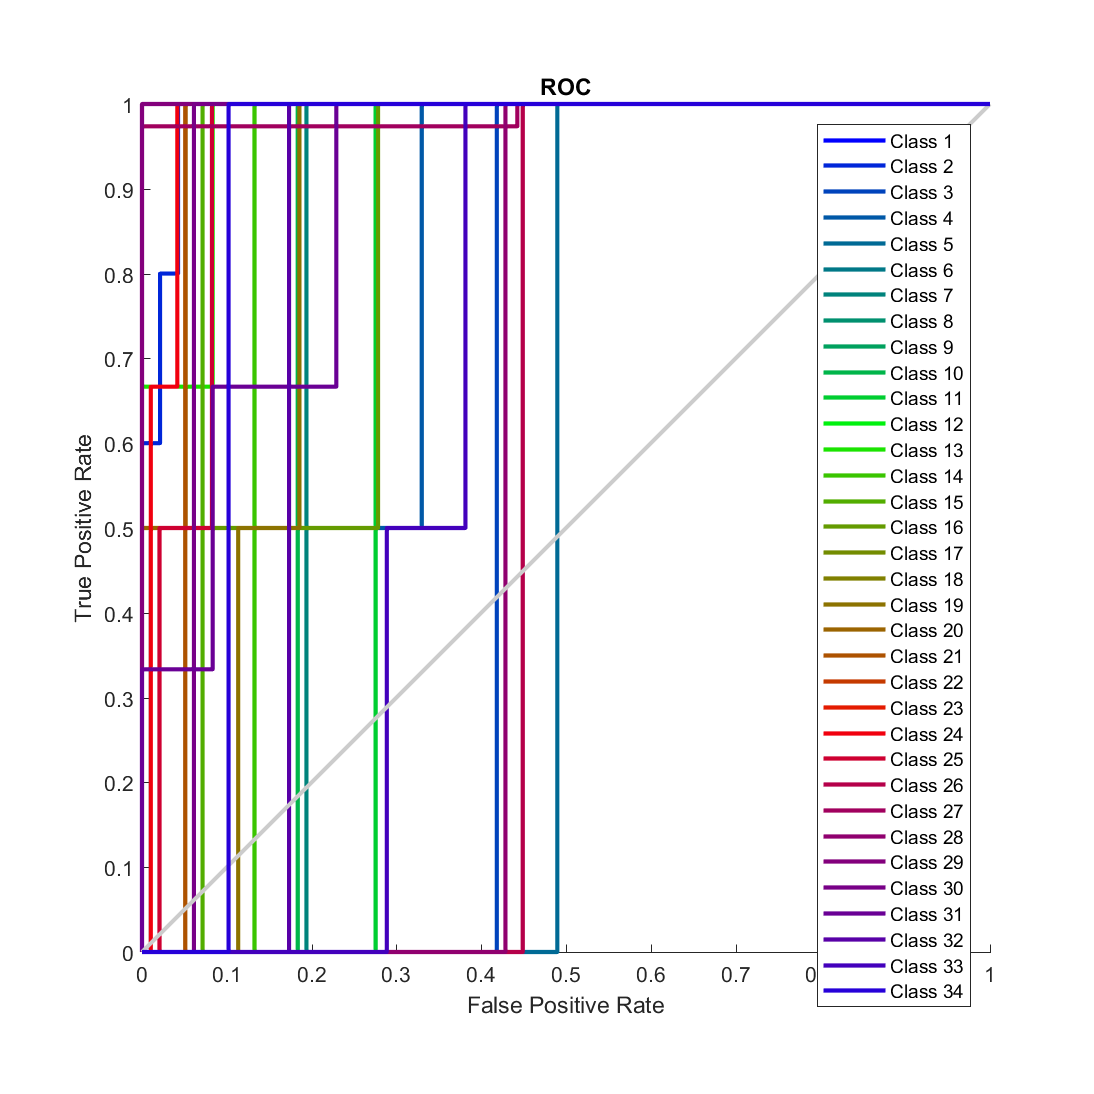 ROC
1
0.9
0.8
0.7
0.6
0.5
0.4
0.3
0.2
0.1
0
True Positive Rate
0 0.1 0.2 0.3 0.4 0.5 0.6 0.7 1
False Positive Rate
Class 1
Class 2
Class 3
Class 4
Class 5
Class 6
Class 7
Class 8
Class 9
Class 10
Class 11
Class 12
Class 13
Class 14
Class 15
Class 16
Class 17
Class 18
Class 19
Class 20
Class 21
Class 22
Class 23
Class 24
Class 25
Class 26
Class 27
Class 28
Class 29
Class 30
Class 31
Class 32
Class 33
Class 34